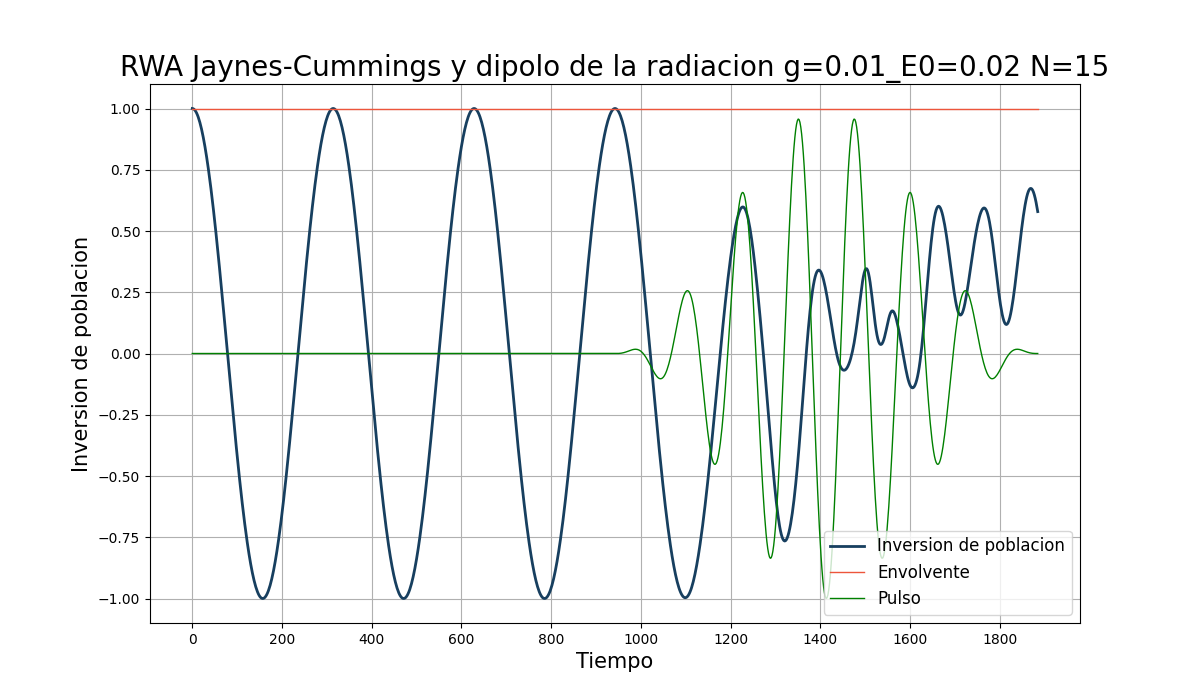 RWA Jaynes-Cummings y dipolo de la radiacion g=0.01_E0=0.02 N=15
Inversion de poblacion
1.00
0.75
0.50
0.25
0.00
−0.25
−0.50
−0.75
−1.00
Inversion de poblacion
Envolvente
Pulso
0 200 400 600 800 1000 1200 1400 1600 1800
Tiempo